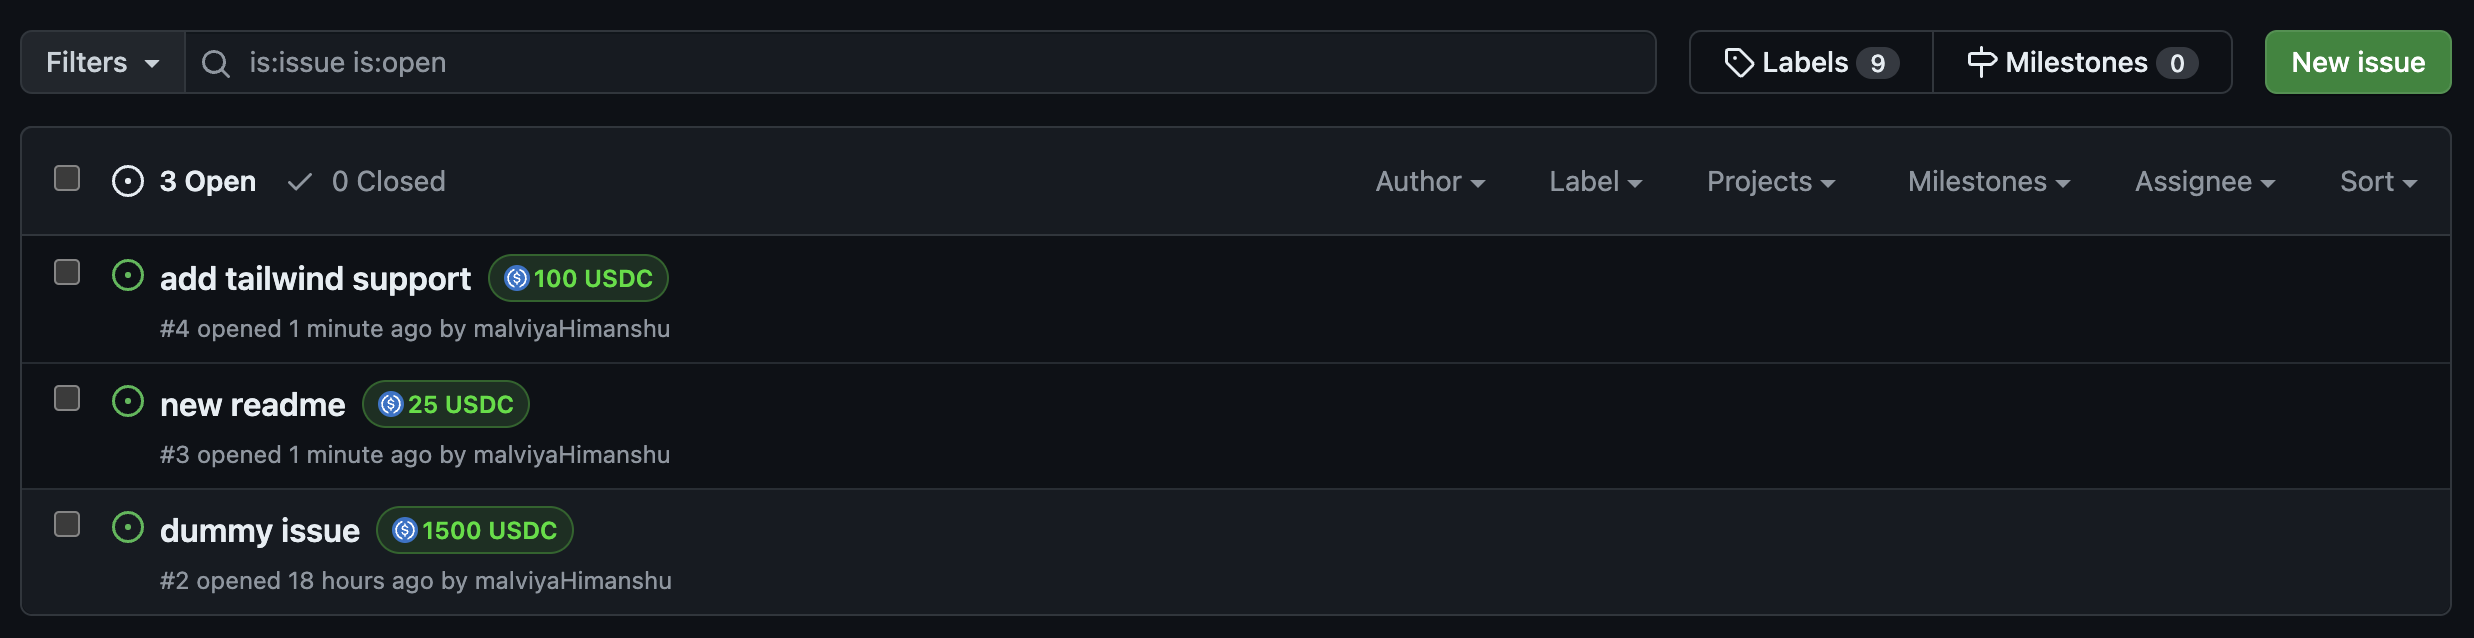 Filters is:issue is:open Labels 9 Milestones 0 New issue
3 Open 0 Closed Author Label Projects Milestones Assignee Sort
add tailwind support 100 USDC
#4 opened 1 minute ago by malviyaHimanshu
new readme 25 USDC
#3 opened 1 minute ago by malviyaHimanshu
dummy issue 1500 USDC
#2 opened 18 hours ago by malviyaHimanshu